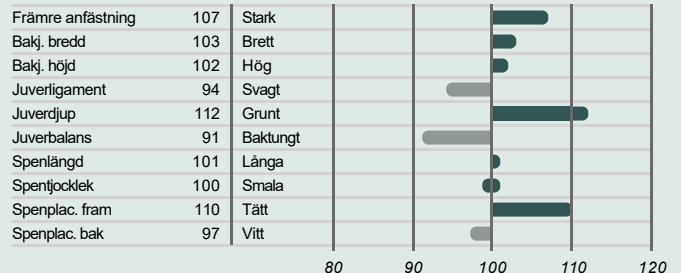 Främre anfästning 107 Stark
Bakj. bredd 103 Brett
Bakj. höjd 102 Hög
Juverligament 94 Svagt
Juverdjup 112 Grunt
Juverbalans 91 Baktungt
Spenlängd 101 Långa
Spentjocklek 100 Smala
Spenplac. fram 110 Tätt
Spenplac. bak 97 Vitt
80 90 100 110 120